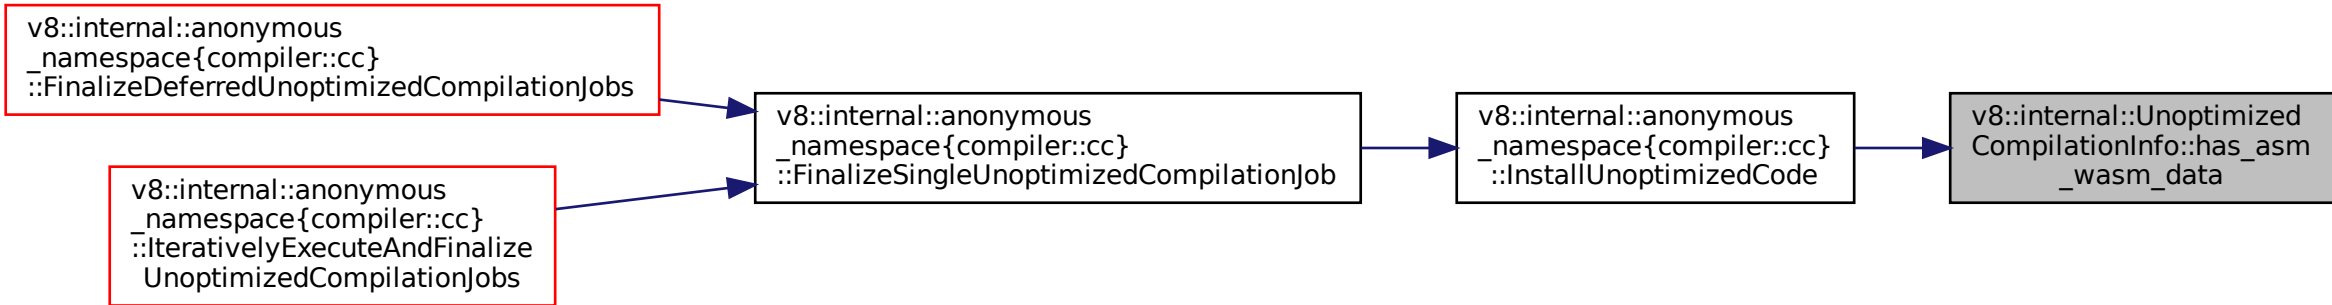 v8::internal::anonymous
_namespace{compiler::cc}
::FinalizeDeferredUnoptimizedCompilationJobs
v8::internal::anonymous
_namespace{compiler::cc}
::IterativelyExecuteAndFinalize
UnoptimizedCompilationJobs
v8::internal::anonymous
_namespace{compiler::cc}
::FinalizeSingleUnoptimizedCompilationJob
v8::internal::anonymous
_namespace{compiler::cc}
::InstallUnoptimizedCode
v8::internal::Unoptimized
CompilationInfo::has_asm
_wasm_data